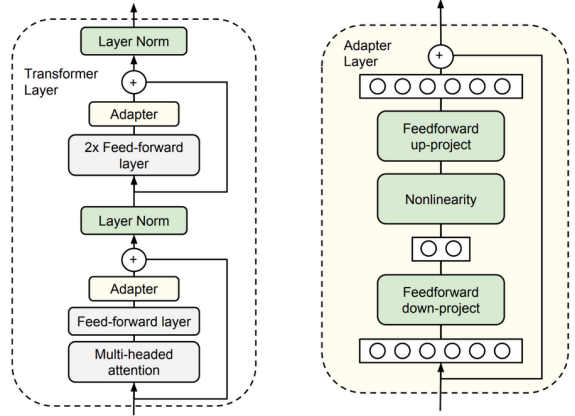 Layer Norm
Transformer
Layer
+
Adapter
2x Feed-forward
layer
Layer Norm
+
Adapter
Feed-forward layer
Multi-headed
attention
Adapter
Layer
+
Feedforward
up-project
Nonlinearity
Feedforward
down-project